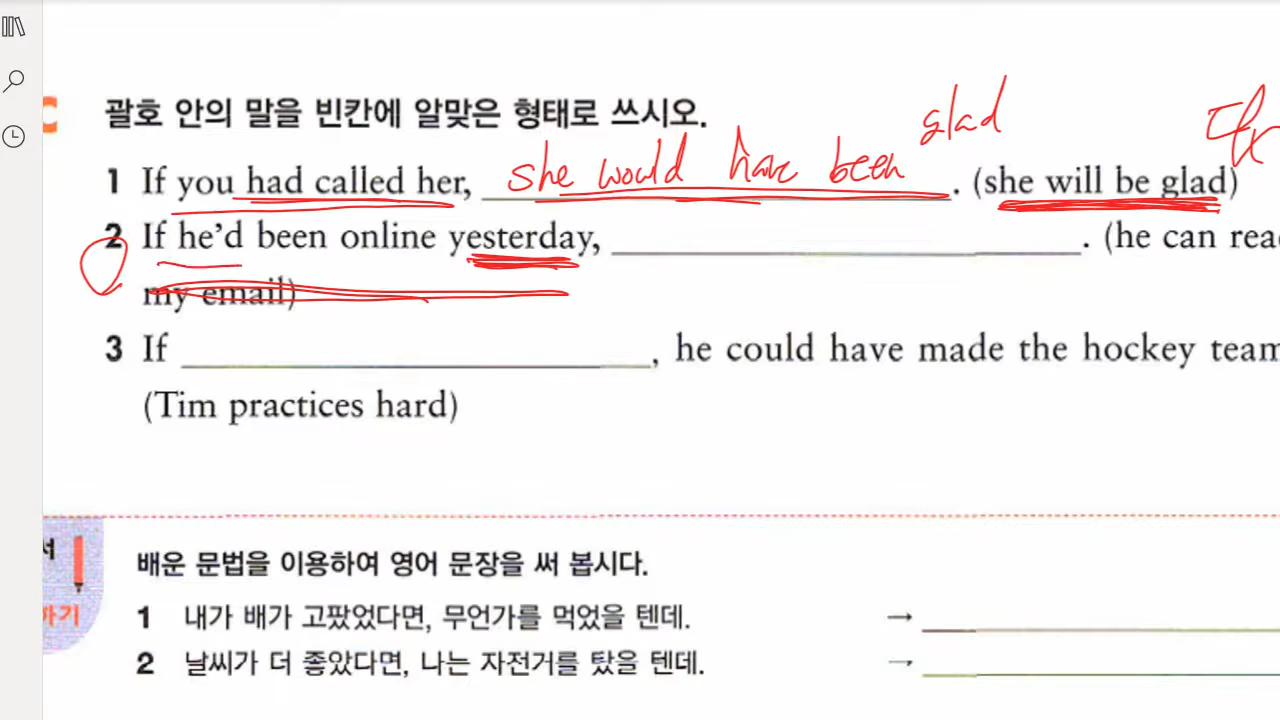 C 괄호 안의 말을 빈칸에 알맞은 형태로 쓰시오.
glad
1 If you had called her, she would have been . (she will be glad)
2 If he’d been online yesterday, . (he can rea
my email)
3 If , he could have made the hockey team
(Tim practices hard)
서
하기
배운 문법을 이용하여 영어 문장을 써 봅시다.
1 내가 배가 고팠었다면, 무언가를 먹었을 텐데. →
2 날씨가 더 좋았다면, 나는 자전거를 탔을 텐데. →